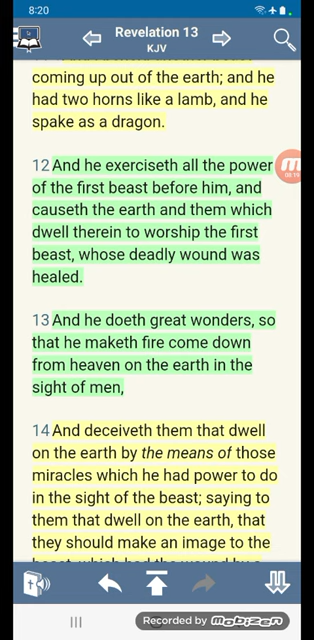 8:20
Revelation 13
KJV
coming up out of the earth; and he
had two horns like a lamb, and he
spake as a dragon.
12 And he exerciseth all the power
of the first beast before him, and
causeth the earth and them which
dwell therein to worship the first
beast, whose deadly wound was
healed.
13 And he doeth great wonders, so
that he maketh fire come down
from heaven on the earth in the
sight of men,
14 And deceiveth them that dwell
on the earth by the means of those
miracles which he had power to do
in the sight of the beast; saying to
them that dwell on the earth, that
they should make an image to the
Recorded by Mobizen